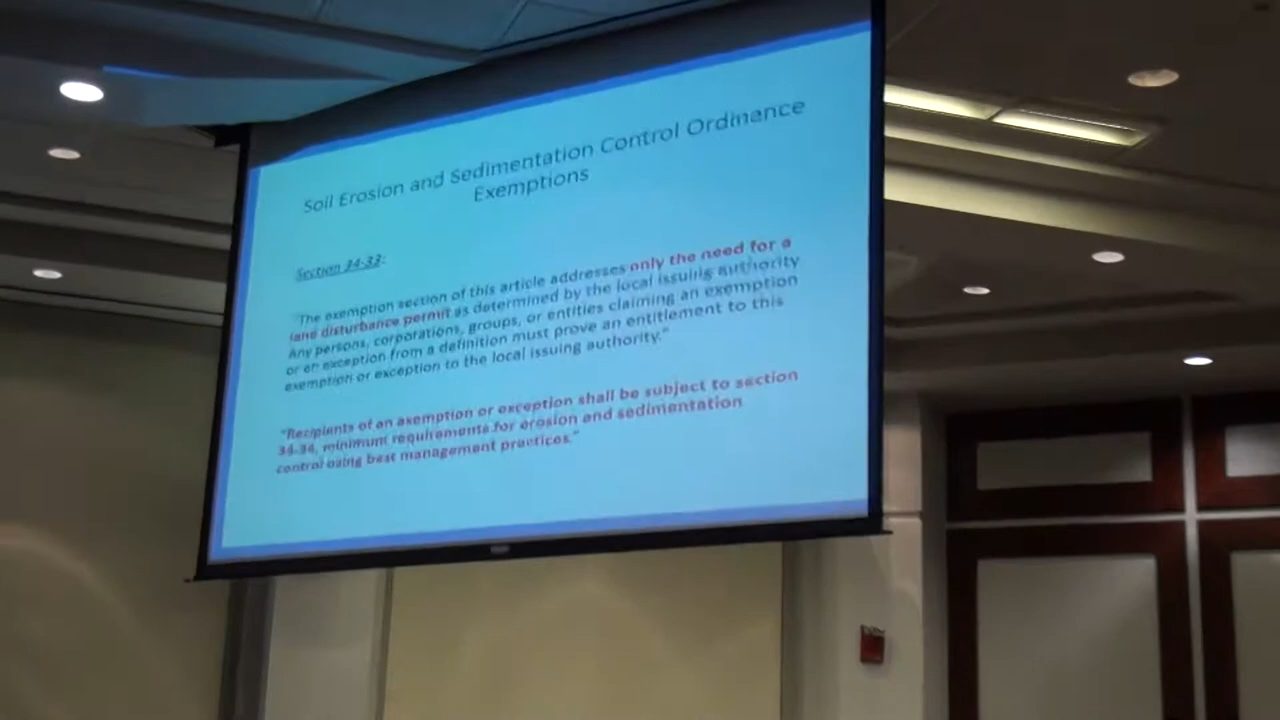 Soil Erosion and Sedimentation Control Ordinance
Exemptions
Section 34-33:
"The exemption section of this article addresses only the need for a
land disturbance permit as determined by the local issuing authority
Any persons, corporations, groups, or entities claiming an exemption
or an exception from a definition must prove an entitlement to this
exemption or exception to the local issuing authority."
"Recipients of an exemption or exception shall be subject to section
34-34, minimum requirements for erosion and sedimentation
control using best management practices."